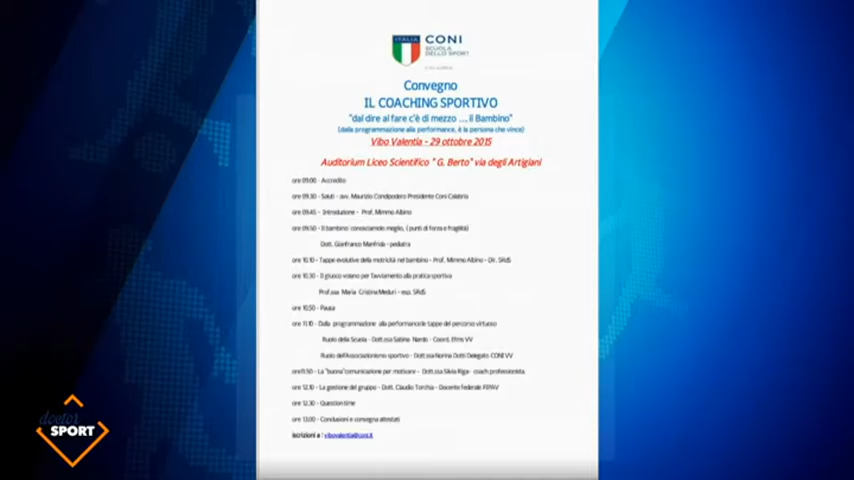 ITALIA
CONI
SCUOLA
DELLO SPORT
Convegno
IL COACHING SPORTIVO
"dal dire al fare c'è di mezzo .... il Bambino"
(dalla programmazione alla performance, è la persona che vince)
Vibo Valentia - 29 ottobre 2015
Auditorium Liceo Scientifico " G. Berto" via degli Artigiani
ore 09:00 - Accredito
ore 09.30 - Saluti - avv. Maurizio Condipodero Presidente Coni Calabria
ore 09.45 - Introduzione - Prof. Mimmo Albino
ore 09.50 - Il bambino: conosciamolo meglio, ( punti di forza e fragilità)
Dott. Gianfranco Manfrida - pediatra
ore 10.10 - Tappe evolutive della motricità nel bambino - Prof. Mimmo Albino - Dir. SRdS
ore 10.30 - Il giuoco volano per l'avviamento alla pratica sportiva
Prof.ssa Maria Cristina Meduri - esp. SRdS
ore 10.50 - Pausa
ore 11.10 - Dalla programmazione alla performance: le tappe del percorso virtuoso
Ruolo della Scuola - Dott.ssa Sabina Nardo - Coord. Efms VV
Ruolo dell'Associazionismo sportivo - Dott.ssa Norina Dotti Delegato CONI VV
ore 11.50 - La "buona" comunicazione per motivare - Dott.ssa Silvia Riga - coach professionista.
ore 12.10 - La gestione del gruppo - Dott. Claudio Torchia - Docente federale FIPAV
ore 12.30 - Question time
ore 13.00 - Conclusioni e consegna attestati
iscrizioni a : vibovalentia@coni.it
doctor
SPORT